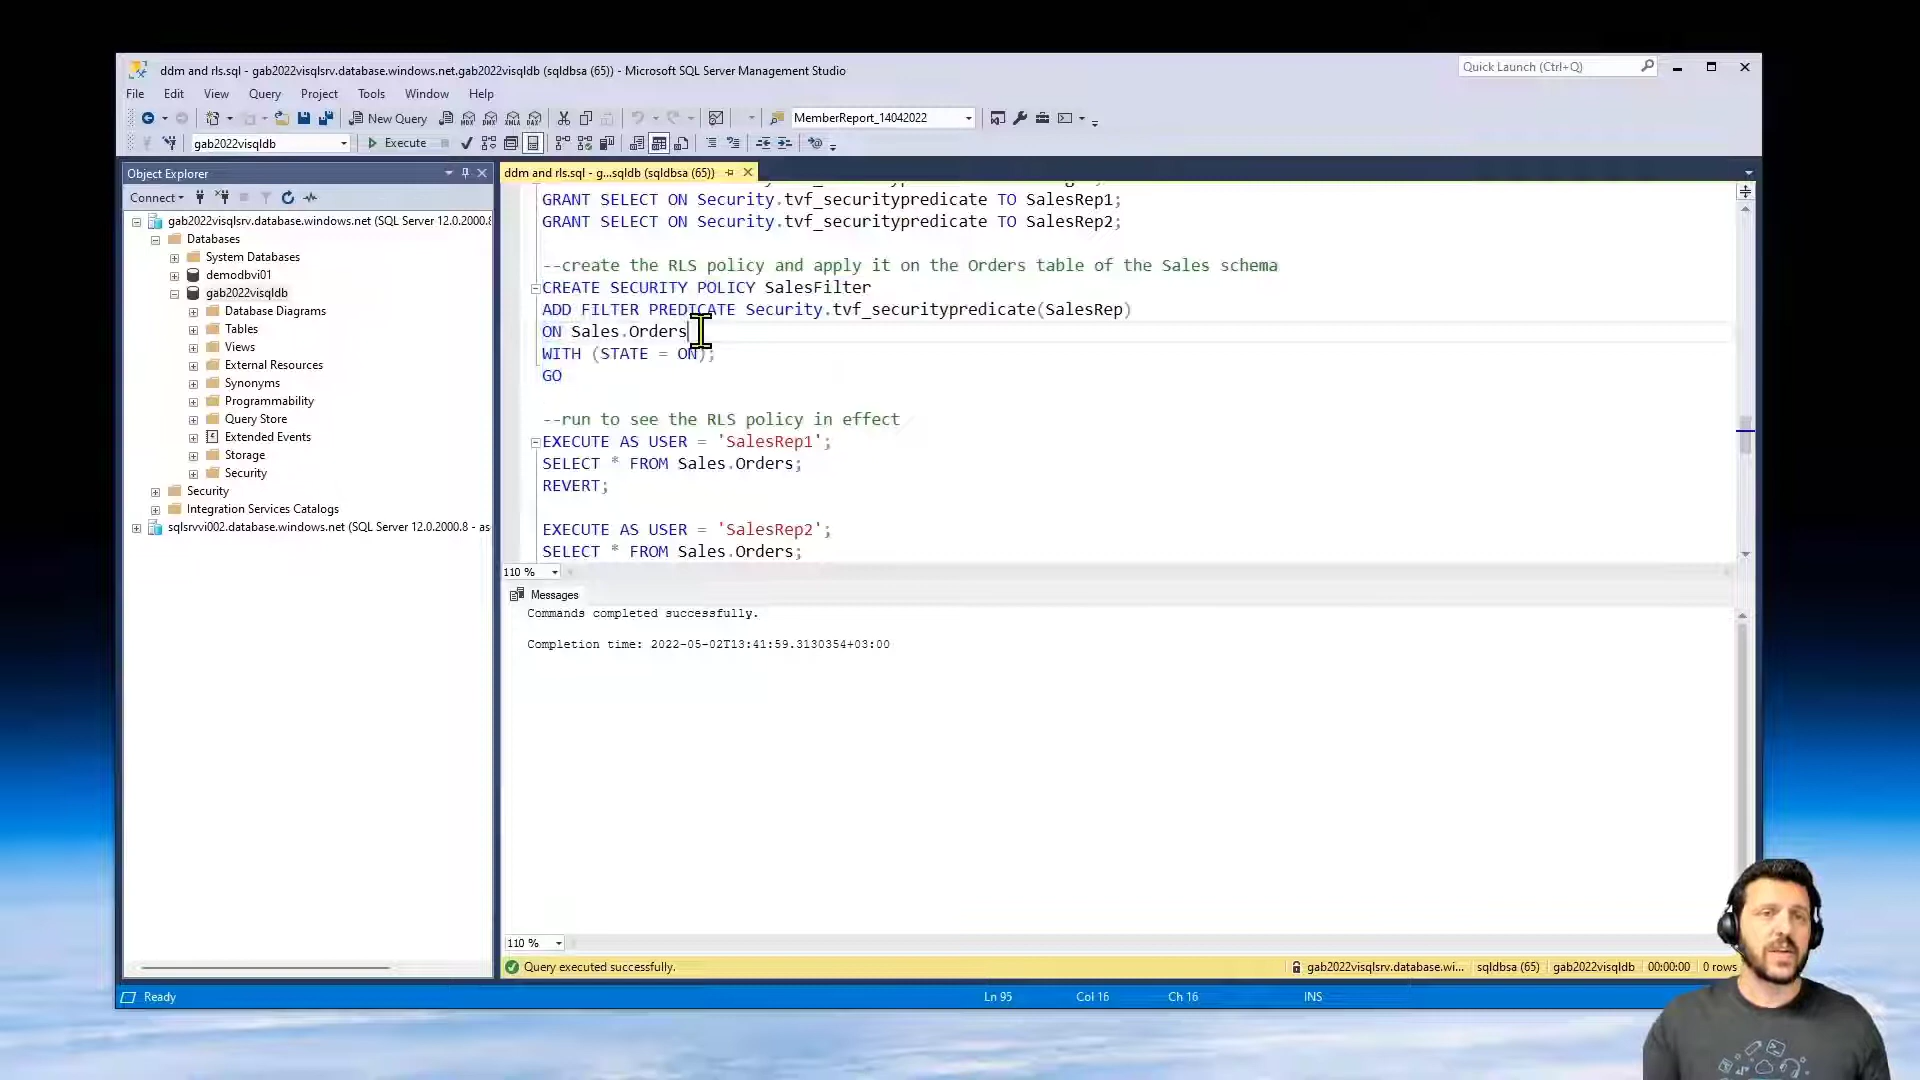 ddm and rls.sql - gab2022visqlsrv.database.windows.net.gab2022visqldb (sqldbsa (65)) - Microsoft SQL Server Management Studio
Quick Launch (Ctrl+Q)
File Edit View Query Project Tools Window Help
New Query
MemberReport_14042022
gab2022visqldb
Execute
Object Explorer
Connect
gab2022visqlsrv.database.windows.net (SQL Server 12.0.2000.8
Databases
System Databases
demodbvi01
gab2022visqldb
Database Diagrams
Tables
Views
External Resources
Synonyms
Programmability
Query Store
Extended Events
Storage
Security
Security
Integration Services Catalogs
sqlsrvvi002.database.windows.net (SQL Server 12.0.2000.8 - as
ddm and rls.sql - g...sqldb (sqldbsa (65))
GRANT SELECT ON Security.tvf_securitypredicate TO SalesRep1;
GRANT SELECT ON Security.tvf_securitypredicate TO SalesRep2;
--create the RLS policy and apply it on the Orders table of the Sales schema
CREATE SECURITY POLICY SalesFilter
ADD FILTER PREDICATE Security.tvf_securitypredicate(SalesRep)
ON Sales.Orders
WITH (STATE = ON);
GO
--run to see the RLS policy in effect
EXECUTE AS USER = 'SalesRep1';
SELECT * FROM Sales.Orders;
REVERT;
EXECUTE AS USER = 'SalesRep2';
SELECT * FROM Sales.Orders;
110 %
Messages
Commands completed successfully.
Completion time: 2022-05-02T13:41:59.3130354+03:00
110 %
Query executed successfully.
gab2022visqlsrv.database.wi... sqldbsa (65) gab2022visqldb 00:00:00 0 rows
Ready
Ln 95 Col 16 Ch 16 INS